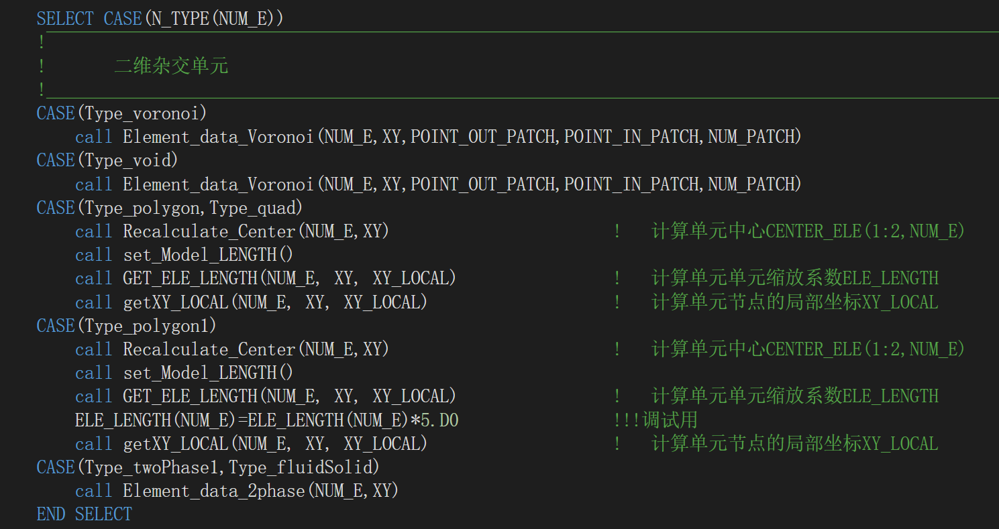 SELECT CASE(N_TYPE(NUM_E))
!
!       二维杂交单元
!
CASE(Type_voronoi)
    call Element_data_Voronoi(NUM_E,XY,POINT_OUT_PATCH,POINT_IN_PATCH,NUM_PATCH)
CASE(Type_void)
    call Element_data_Voronoi(NUM_E,XY,POINT_OUT_PATCH,POINT_IN_PATCH,NUM_PATCH)
CASE(Type_polygon,Type_quad)
    call Recalculate_Center(NUM_E,XY)                       !   计算单元中心CENTER_ELE(1:2,NUM_E)
    call set_Model_LENGTH()
    call GET_ELE_LENGTH(NUM_E, XY, XY_LOCAL)                !   计算单元单元缩放系数ELE_LENGTH
    call getXY_LOCAL(NUM_E, XY, XY_LOCAL)                   !   计算单元节点的局部坐标XY_LOCAL
CASE(Type_polygon1)
    call Recalculate_Center(NUM_E,XY)                       !   计算单元中心CENTER_ELE(1:2,NUM_E)
    call set_Model_LENGTH()
    call GET_ELE_LENGTH(NUM_E, XY, XY_LOCAL)                !   计算单元单元缩放系数ELE_LENGTH
    ELE_LENGTH(NUM_E)=ELE_LENGTH(NUM_E)*5.D0                !!!调试用
    call getXY_LOCAL(NUM_E, XY, XY_LOCAL)                   !   计算单元节点的局部坐标XY_LOCAL
CASE(Type_twoPhase1,Type_fluidSolid)
    call Element_data_2phase(NUM_E,XY)
END SELECT